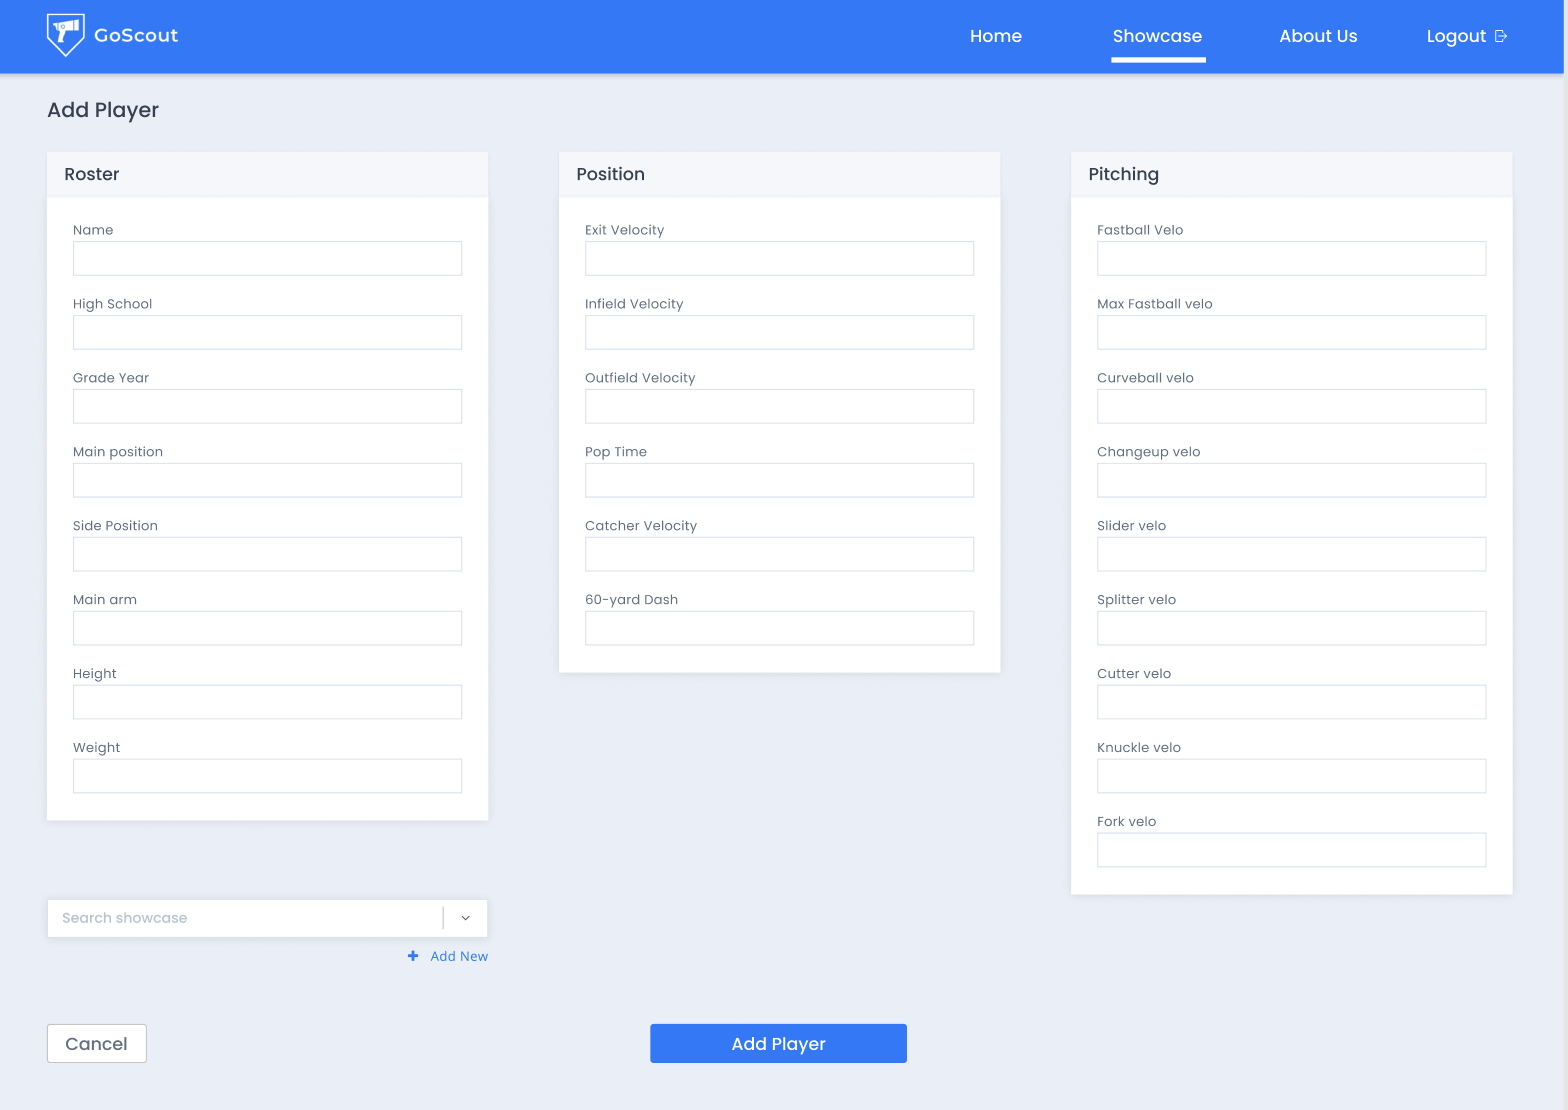 GoScout
Home
Showcase
About Us
Logout
Add Player
Roster
Name
High School
Grade Year
Main position
Side Position
Main arm
Height
Weight
Position
Exit Velocity
Infield Velocity
Outfield Velocity
Pop Time
Catcher Velocity
60-yard Dash
Pitching
Fastball Velo
Max Fastball velo
Curveball velo
Changeup velo
Slider velo
Splitter velo
Cutter velo
Knuckle velo
Fork velo
Search showcase
Add New
Cancel
Add Player